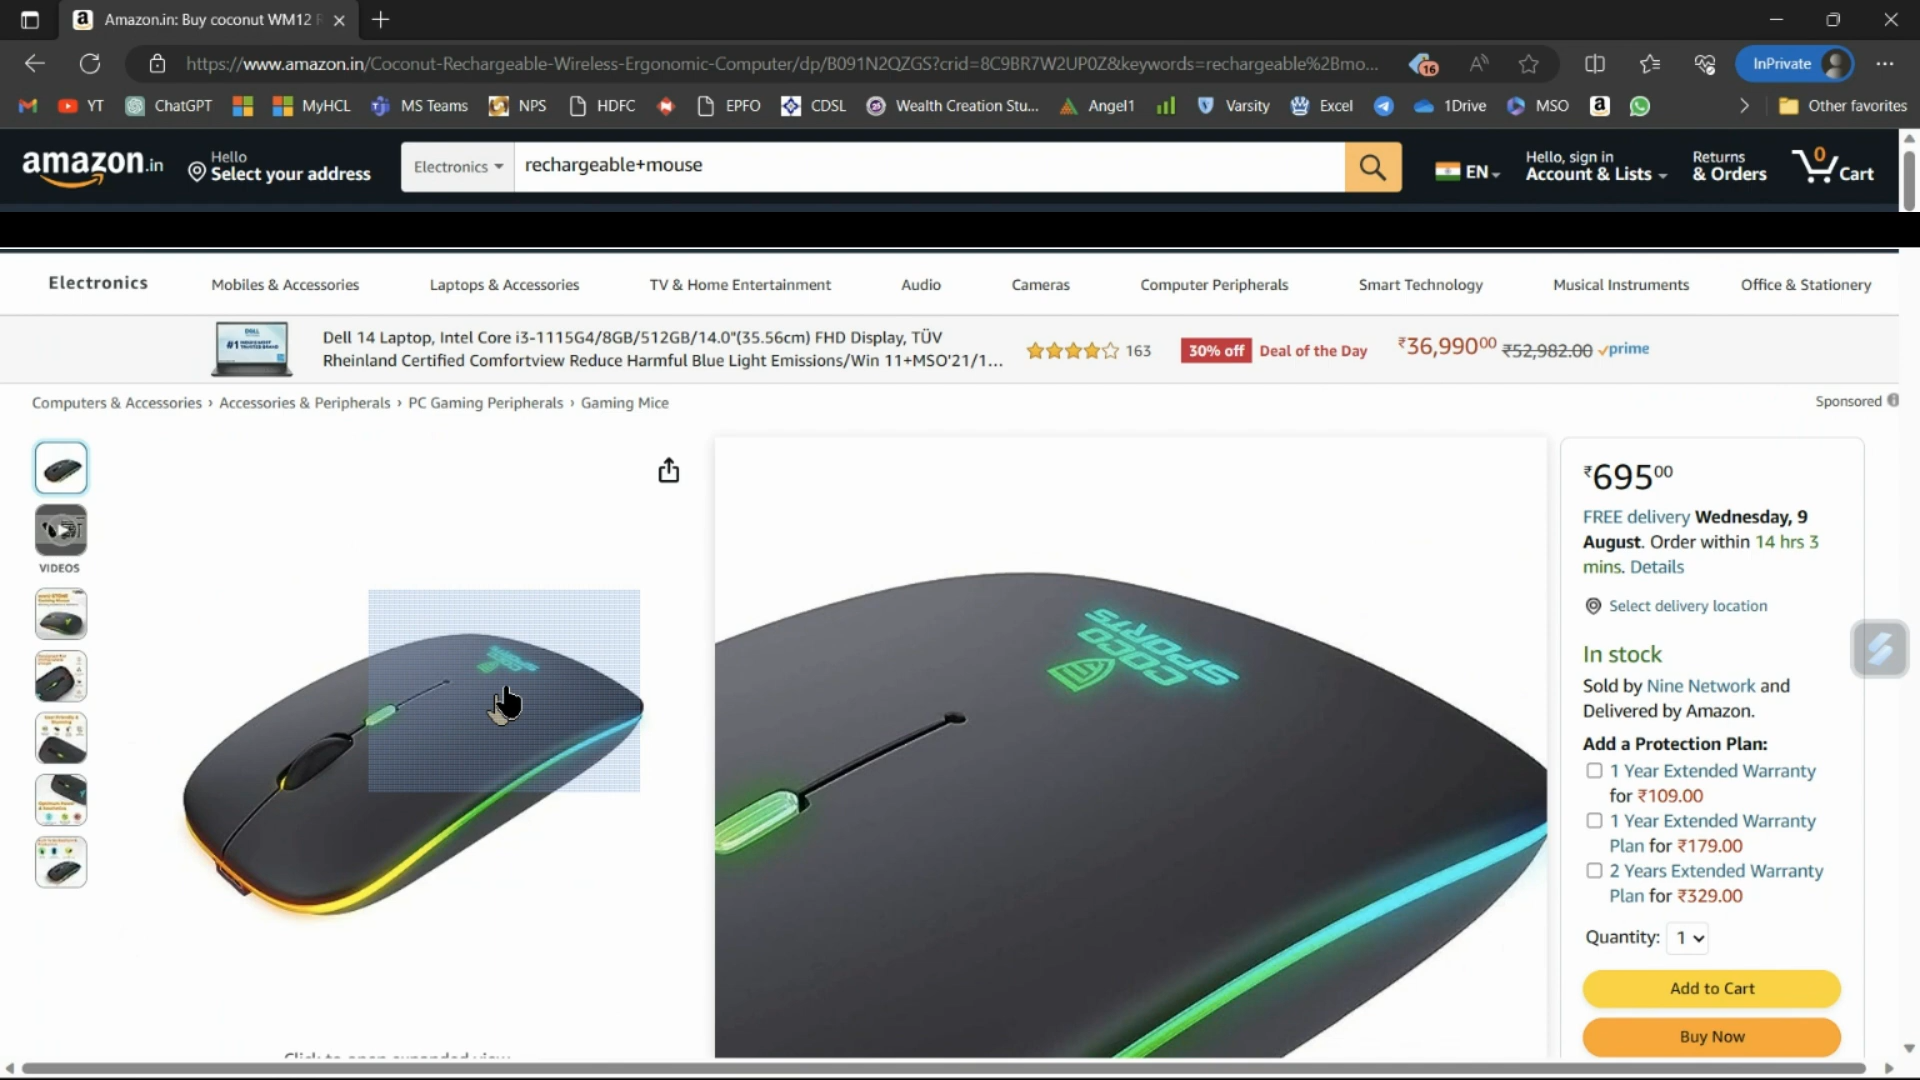 Amazon.in: Buy coconut WM12
https://www.amazon.in/Coconut-Rechargeable-Wireless-Ergonomic-Computer/dp/B091N2QZGS?crid=8C9BR7W2UP0Z&keywords=rechargeable%2Bmo...
16
InPrivate
YT
ChatGPT
MyHCL
MS Teams
NPS
HDFC
EPFO
CDSL
Wealth Creation Stu...
Angel1
Varsity
Excel
1Drive
MSO
Other favorites
amazon.in
Hello
Select your address
Electronics
rechargeable+mouse
EN
Hello, sign in
Account & Lists
Returns
& Orders
0
Cart
Electronics
Mobiles & Accessories
Laptops & Accessories
TV & Home Entertainment
Audio
Cameras
Computer Peripherals
Smart Technology
Musical Instruments
Office & Stationery
Dell 14 Laptop, Intel Core i3-1115G4/8GB/512GB/14.0"(35.56cm) FHD Display, TÜV
Rheinland Certified Comfortview Reduce Harmful Blue Light Emissions/Win 11+MSO'21/1...
163
30% off
Deal of the Day
₹36,99000
₹52,982.00
prime
Computers & Accessories › Accessories & Peripherals › PC Gaming Peripherals › Gaming Mice
Sponsored
VIDEOS
COCO
SPORTS
COCO
SPORTS
₹69500
FREE delivery Wednesday, 9
August. Order within 14 hrs 3
mins. Details
Select delivery location
In stock
Sold by Nine Network and
Delivered by Amazon.
Add a Protection Plan:
1 Year Extended Warranty
for ₹109.00
1 Year Extended Warranty
Plan for ₹179.00
2 Years Extended Warranty
Plan for ₹329.00
Quantity: 1
Add to Cart
Buy Now